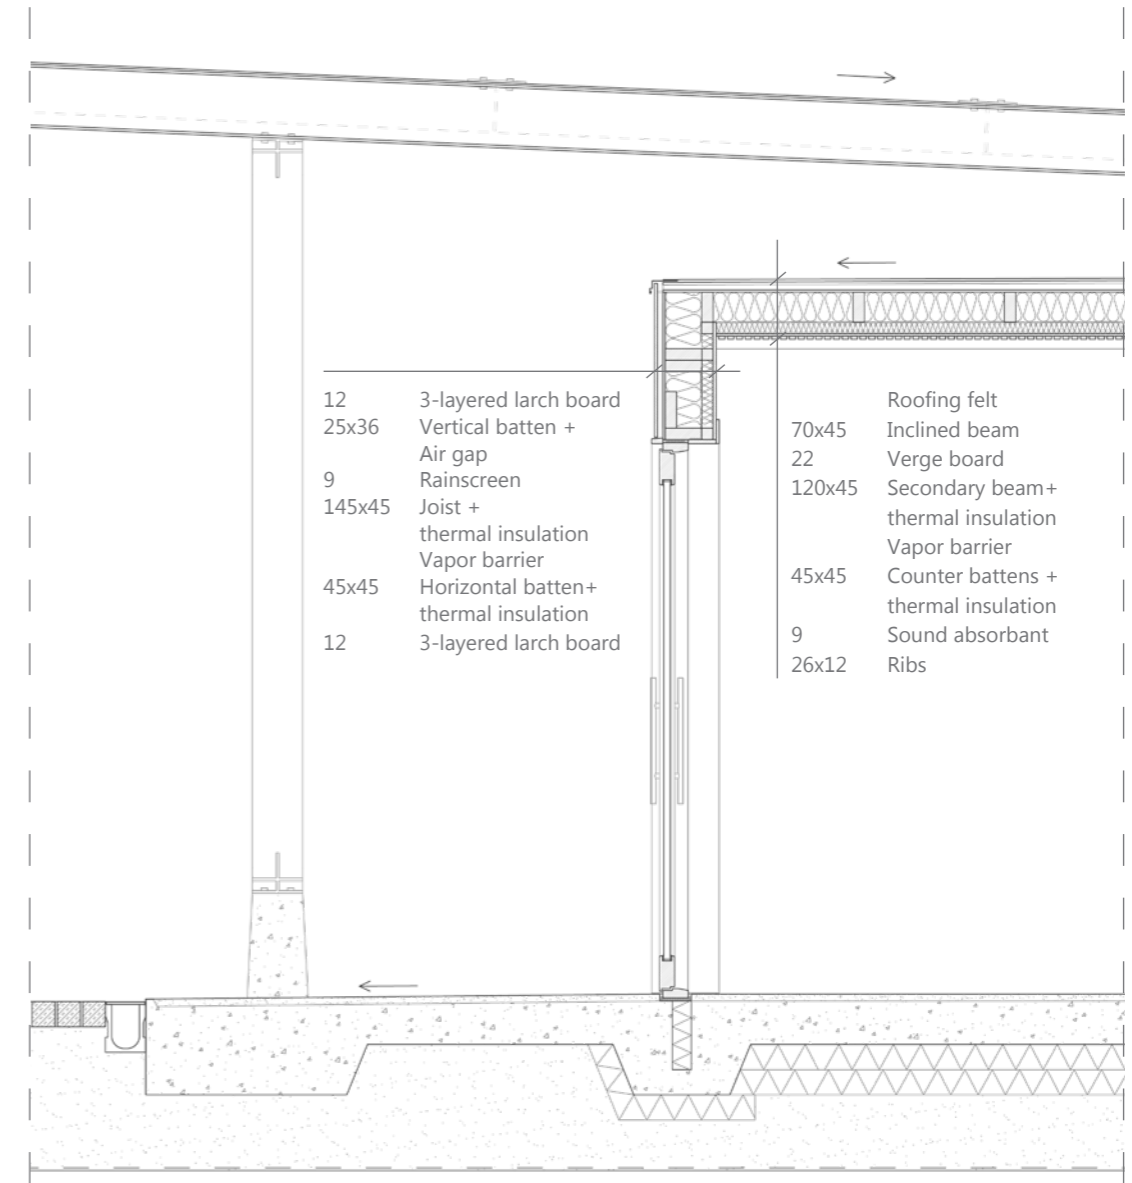 12 3-layered larch board
25x36 Vertical batten +
Air gap
9 Rainscreen
145x45 Joist +
thermal insulation
Vapor barrier
45x45 Horizontal batten+
thermal insulation
12 3-layered larch board
Roofing felt
70x45 Inclined beam
22 Verge board
120x45 Secondary beam+
thermal insulation
Vapor barrier
45x45 Counter battens +
thermal insulation
9 Sound absorbant
26x12 Ribs